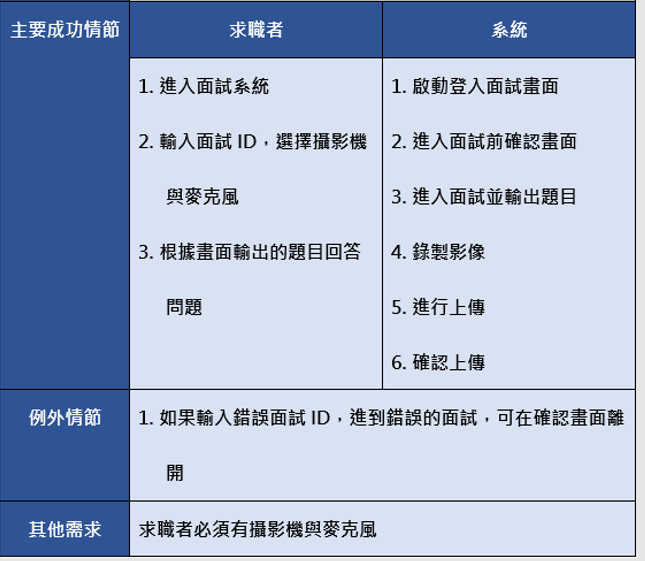 主要成功情節
求職者
系統
1. 進入面試系統
2. 輸入面試 ID，選擇攝影機
與麥克風
3. 根據畫面輸出的題目回答
問題
1. 啟動登入面試畫面
2. 進入面試前確認畫面
3. 進入面試並輸出題目
4. 錄製影像
5. 進行上傳
6. 確認上傳
例外情節
1. 如果輸入錯誤面試 ID，進到錯誤的面試，可在確認畫面離
開
其他需求
求職者必須有攝影機與麥克風